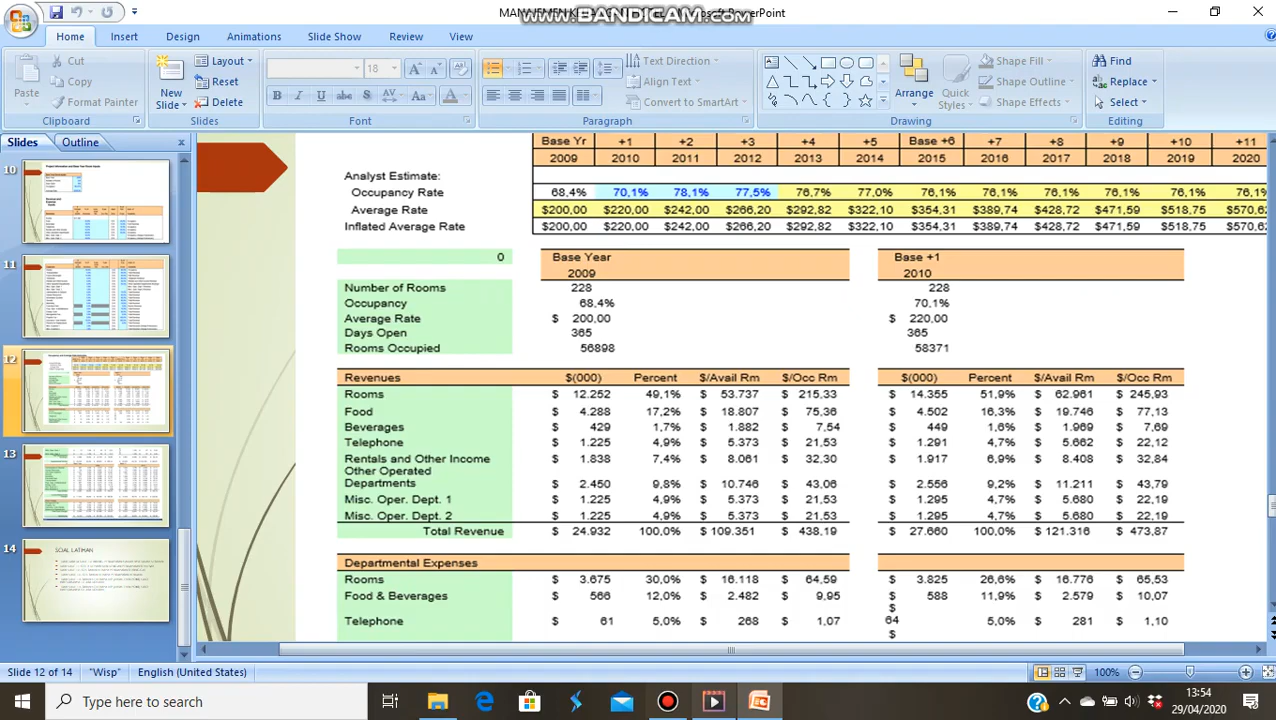 www.BANDICAM.com
Home Insert Design Animations Slide Show Review View
Cut Layout 18 Text Direction Shape Fill Find
Paste Copy New Slide Reset Align Text Arrange Quick Styles Shape Outline Replace
Format Painter Delete Convert to SmartArt Shape Effects Select
Clipboard Slides Font Paragraph Drawing Editing
Slides Outline
Base Yr +1 +2 +3 +4 +5 Base +6 +7 +8 +9 +10 +11
2009 2010 2011 2012 2013 2014 2015 2016 2017 2018 2019 2020
Analyst Estimate:
Occupancy Rate 68,4% 70,1% 78,1% 77,5% 76,7% 77,0% 76,1% 76,1% 76,1% 76,1% 76,1% 76,1%
Average Rate $200,00 $220,00 $242,00 $266,20 $292,82 $322,10 $354,31 $389,74 $428,72 $471,59 $518,75 $570,62
Inflated Average Rate $200,00 $220,00 $242,00 $266,20 $292,82 $322,10 $354,31 $389,74 $428,72 $471,59 $518,75 $570,62
0 Base Year Base +1
2009 2010
Number of Rooms 228 228
Occupancy 68,4% 70,1%
Average Rate $ 200,00 $ 220,00
Days Open 365 365
Rooms Occupied 56898 58371
Revenues $(000) Percent $/Avail Rm $/Occ Rm $(000) Percent $/Avail Rm $/Occ Rm
Rooms $ 12.252 49,1% $ 53.737 $ 215,33 $ 14.355 51,9% $ 62.961 $ 245,93
Food $ 4.288 17,2% $ 18.807 $ 75,36 $ 4.502 16,3% $ 19.746 $ 77,13
Beverages $ 429 1,7% $ 1.882 $ 7,54 $ 449 1,6% $ 1.969 $ 7,69
Telephone $ 1.225 4,9% $ 5.373 $ 21,53 $ 1.291 4,7% $ 5.662 $ 22,12
Rentals and Other Income $ 1.838 7,4% $ 8.061 $ 32,30 $ 1.917 6,9% $ 8.408 $ 32,84
Other Operated
Departments $ 2.450 9,8% $ 10.746 $ 43,06 $ 2.556 9,2% $ 11.211 $ 43,79
Misc. Oper. Dept. 1 $ 1.225 4,9% $ 5.373 $ 21,53 $ 1.295 4,7% $ 5.680 $ 22,19
Misc. Oper. Dept. 2 $ 1.225 4,9% $ 5.373 $ 21,53 $ 1.295 4,7% $ 5.680 $ 22,19
Total Revenue $ 24.932 100,0% $ 109.351 $ 438,19 $ 27.660 100,0% $ 121.316 $ 473,87
Departmental Expenses
Rooms $ 3.675 30,0% $ 16.118 $ 64,59 $ 3.825 26,6% $ 16.776 $ 65,53
Food & Beverages $ 566 12,0% $ 2.482 $ 9,95 $ 588 11,9% $ 2.579 $ 10,07
$
Telephone $ 61 5,0% $ 268 $ 1,07 64 5,0% $ 281 $ 1,10
$
10
11
12
13
14
SOAL LATIHAN
Slide 12 of 14 "Wisp" English (United States) 100%
Type here to search
13:54
29/04/2020